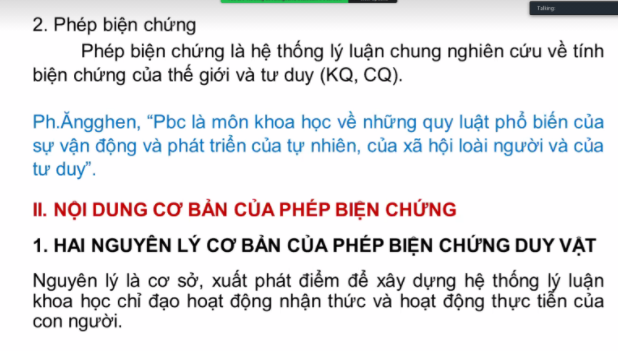 Talking:
2. Phép biện chứng
Phép biện chứng là hệ thống lý luận chung nghiên cứu về tính
biện chứng của thế giới và tư duy (KQ, CQ).
Ph.Ăngghen, “Pbc là môn khoa học về những quy luật phổ biến của
sự vận động và phát triển của tự nhiên, của xã hội loài người và của
tư duy”.
II. NỘI DUNG CƠ BẢN CỦA PHÉP BIỆN CHỨNG
1. HAI NGUYÊN LÝ CƠ BẢN CỦA PHÉP BIỆN CHỨNG DUY VẬT
Nguyên lý là cơ sở, xuất phát điểm để xây dựng hệ thống lý luận
khoa học chỉ đạo hoạt động nhận thức và hoạt động thực tiễn của
con người.